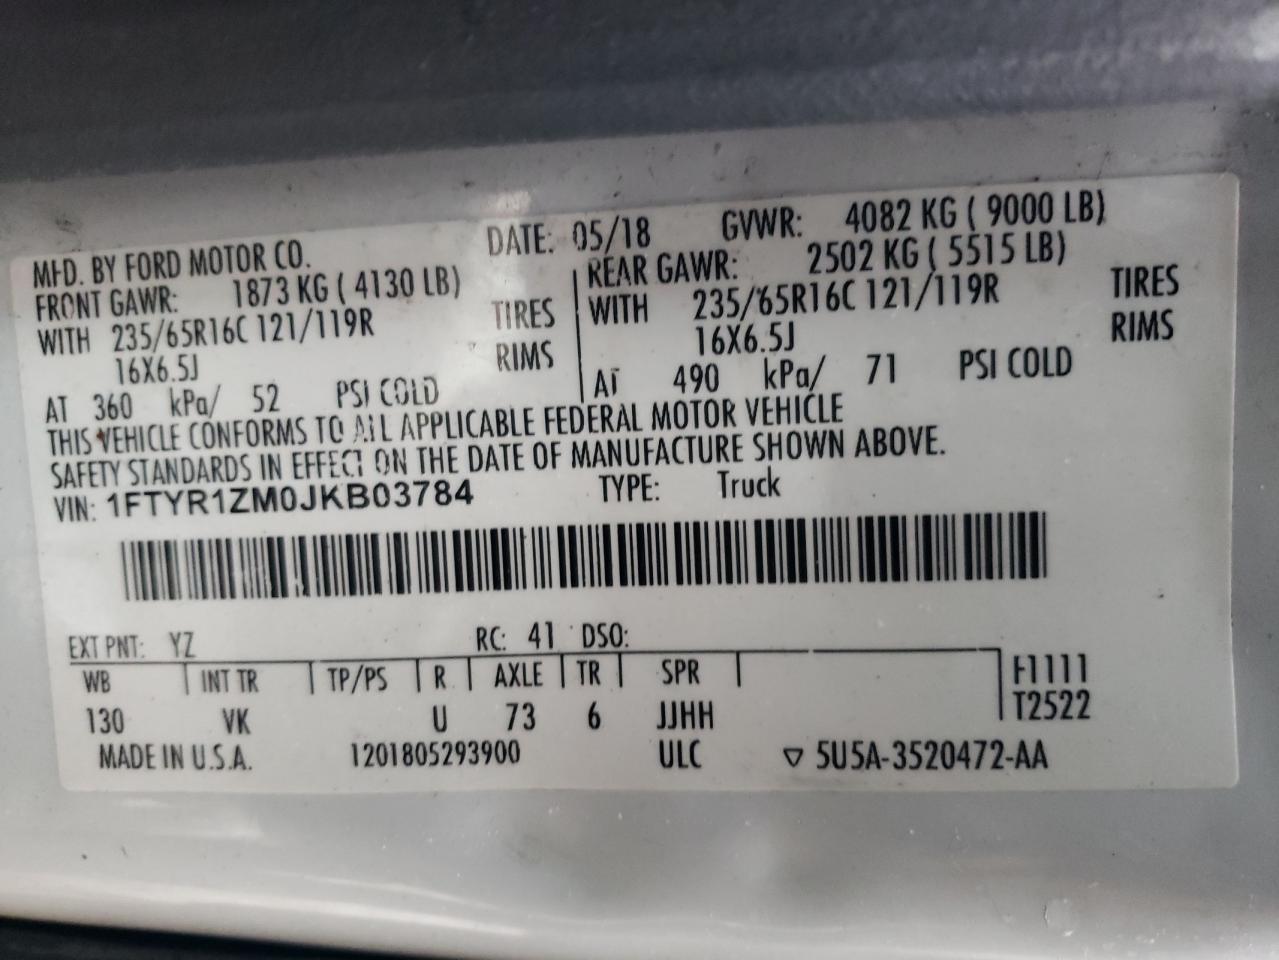 MFD. BY FORD MOTOR CO. DATE: 05/18 GVWR: 4082 KG ( 9000 LB)
FRONT GAWR: 1873 KG ( 4130 LB) REAR GAWR: 2502 KG ( 5515 LB)
WITH 235/65R16C 121/119R TIRES WITH 235/65R16C 121/119R TIRES
16X6.5J RIMS 16X6.5J RIMS
AT 360 kPa/ 52 PSI COLD AT 490 kPa/ 71 PSI COLD
THIS VEHICLE CONFORMS TO ALL APPLICABLE FEDERAL MOTOR VEHICLE
SAFETY STANDARDS IN EFFECT ON THE DATE OF MANUFACTURE SHOWN ABOVE.
VIN: 1FTYR1ZM0JKB03784 TYPE: Truck
EXT PNT: YZ RC: 41 DSO:
WB INT TR TP/PS R AXLE TR SPR F1111
130 VK U 73 6 JJHH T2522
MADE IN U.S.A. 1201805293900 ULC ▽ 5U5A-3520472-AA